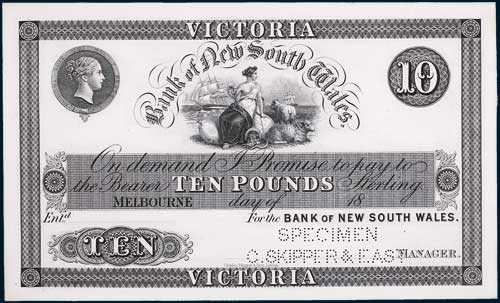 VICTORIA
Bank of New South Wales.
10
On demand I Promise to pay to
the Bearer TEN POUNDS Sterling
MELBOURNE day of 18
Ent'd For the BANK OF NEW SOUTH WALES.
SPECIMEN
TEN C. SKIPPER & EAST MANAGER.
VICTORIA